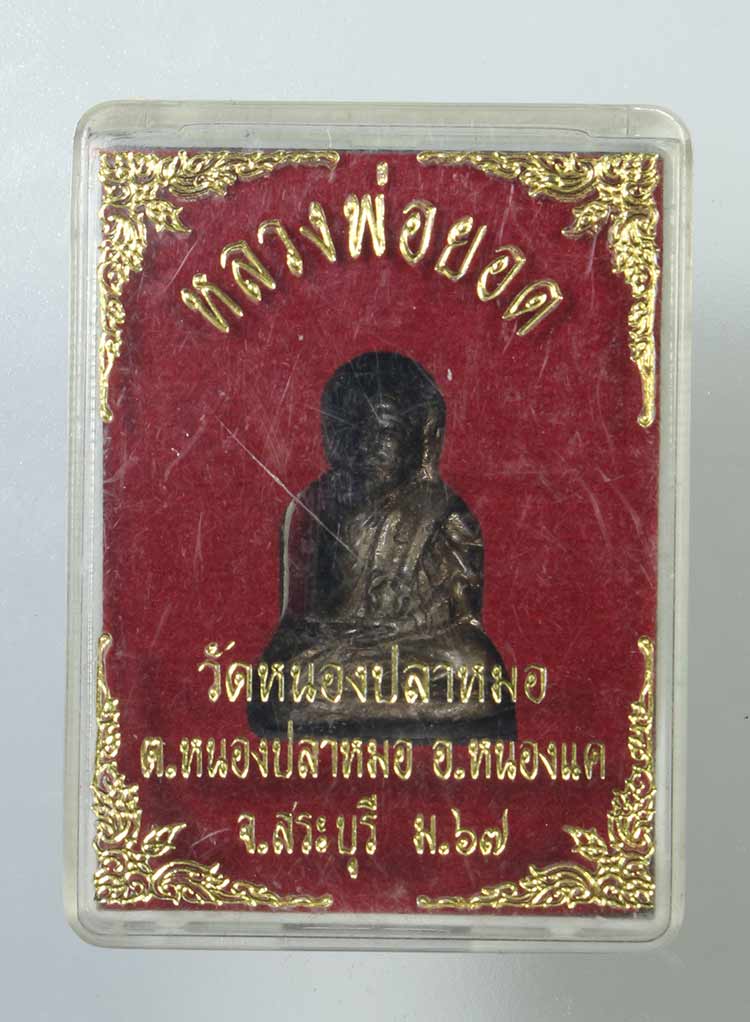 หลวงพ่อยอด
วัดหนองปลาหมอ
ต.หนองปลาหมอ อ.หนองแค
จ.สระบุรี ม.๖๗